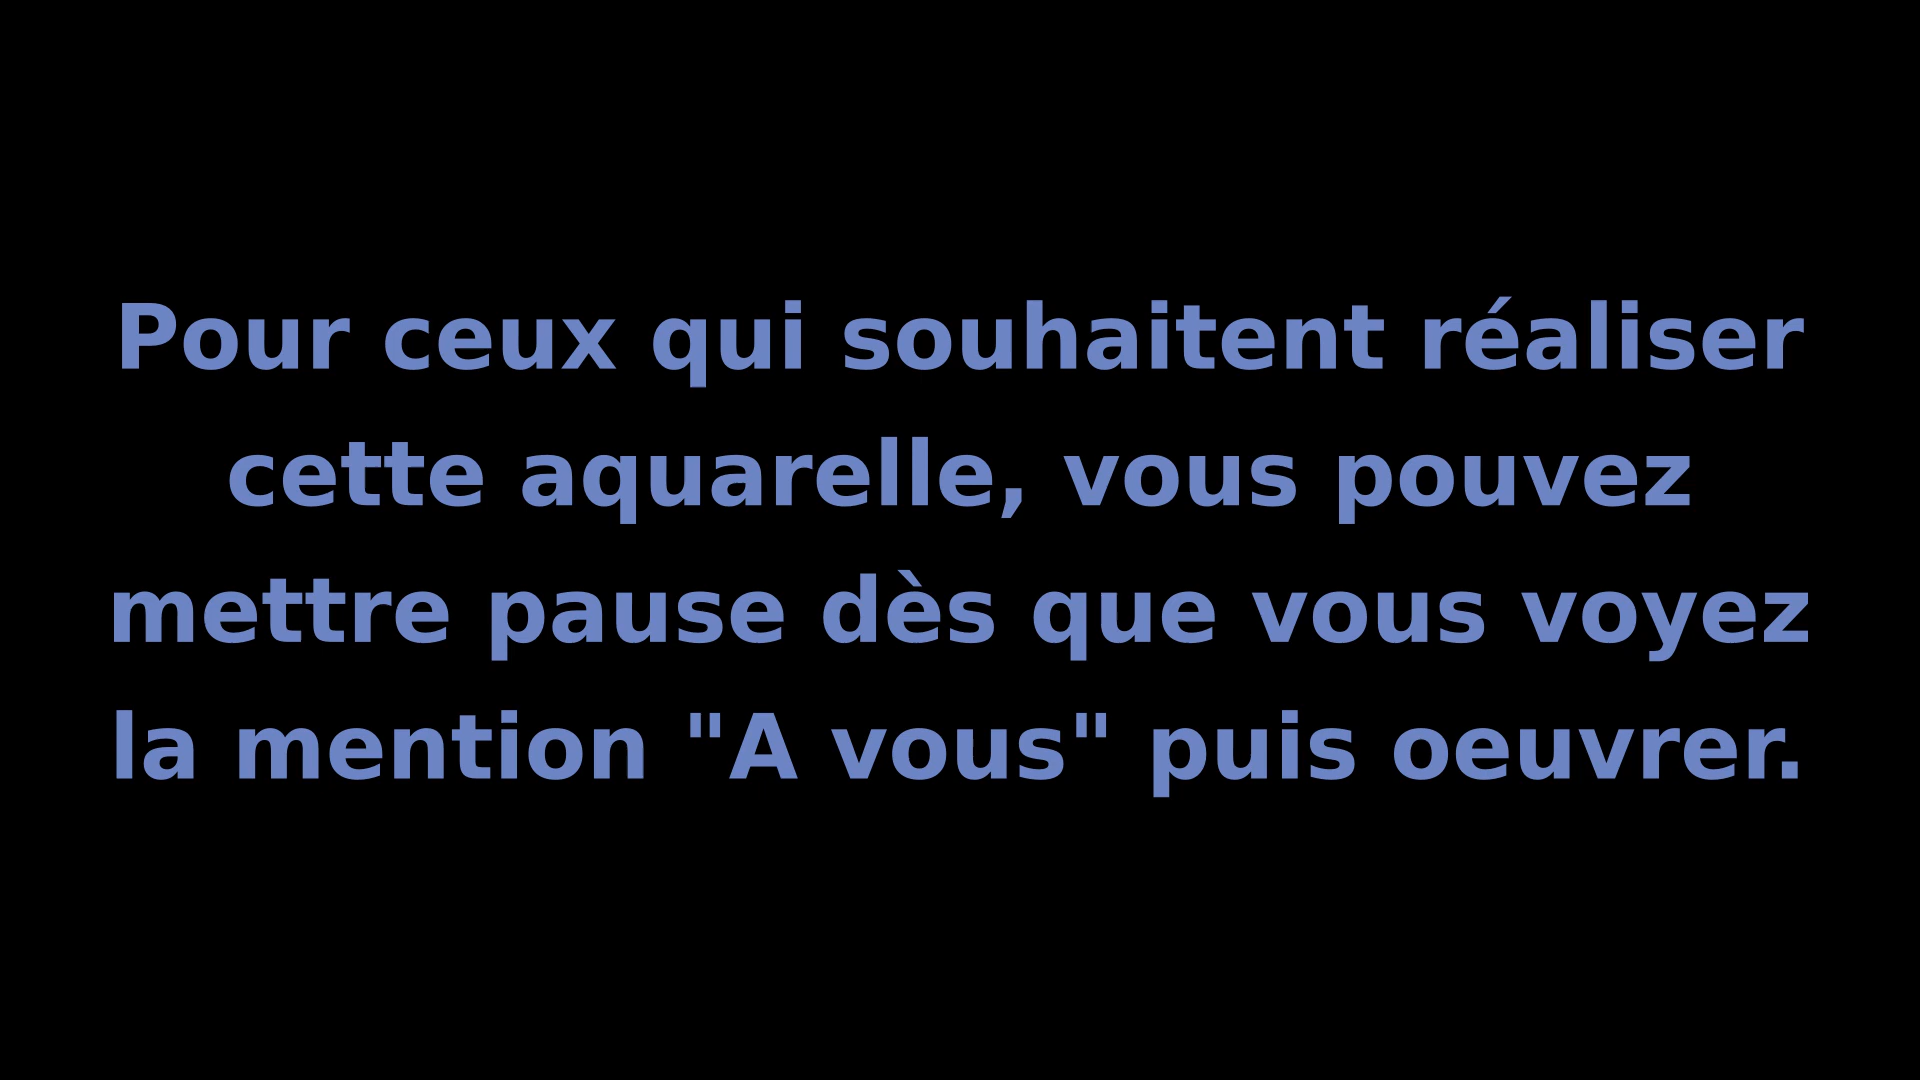 Pour ceux qui souhaitent réaliser
cette aquarelle, vous pouvez
mettre pause dès que vous voyez
la mention "A vous" puis oeuvrer.